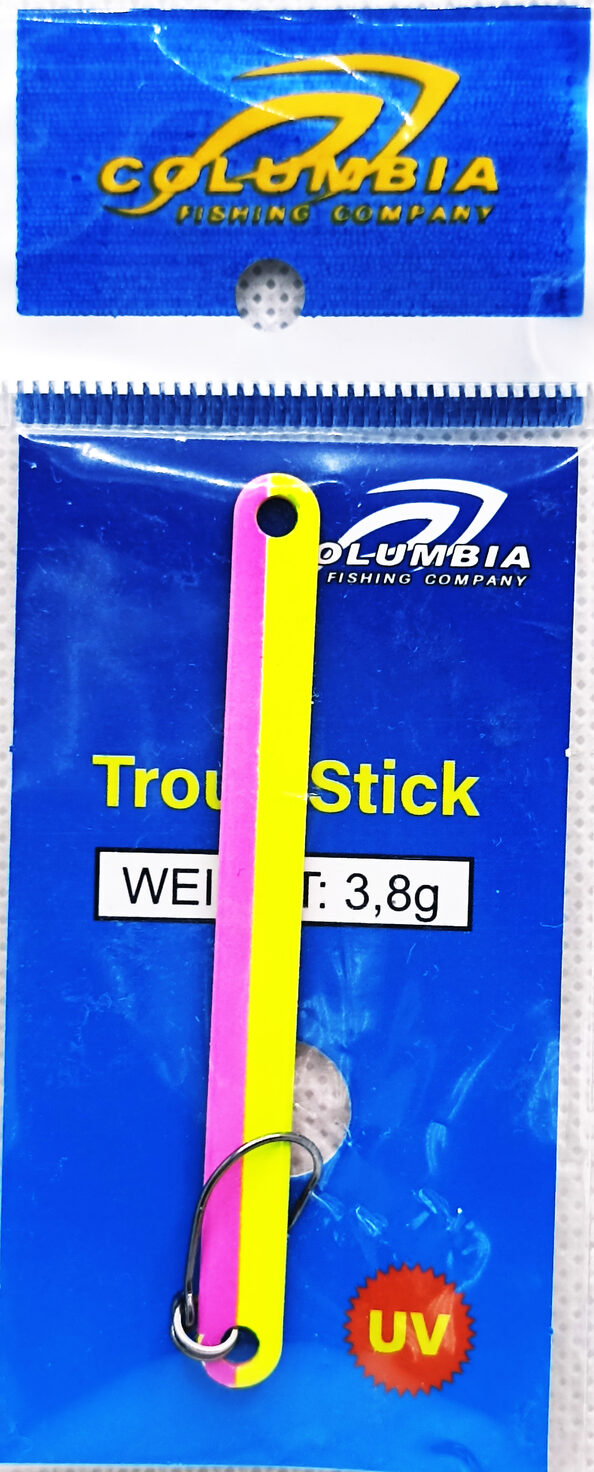 COLUMBIA
FISHING COMPANY
OLUMBIA
FISHING COMPANY
Trou Stick
WEI T: 3,8g
UV